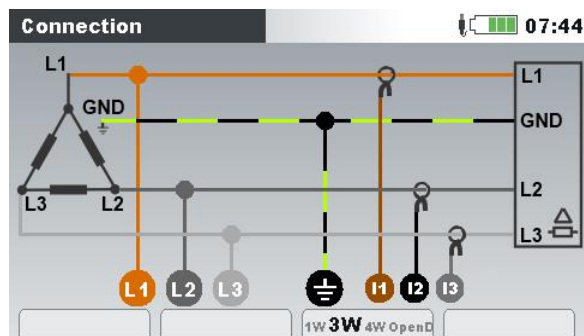 Connection 07:44
L1 L1
GND GND
L3 L2 L2
L3
L1 L2 L3 I1 I2 I3
1W 3W 4W OpenD